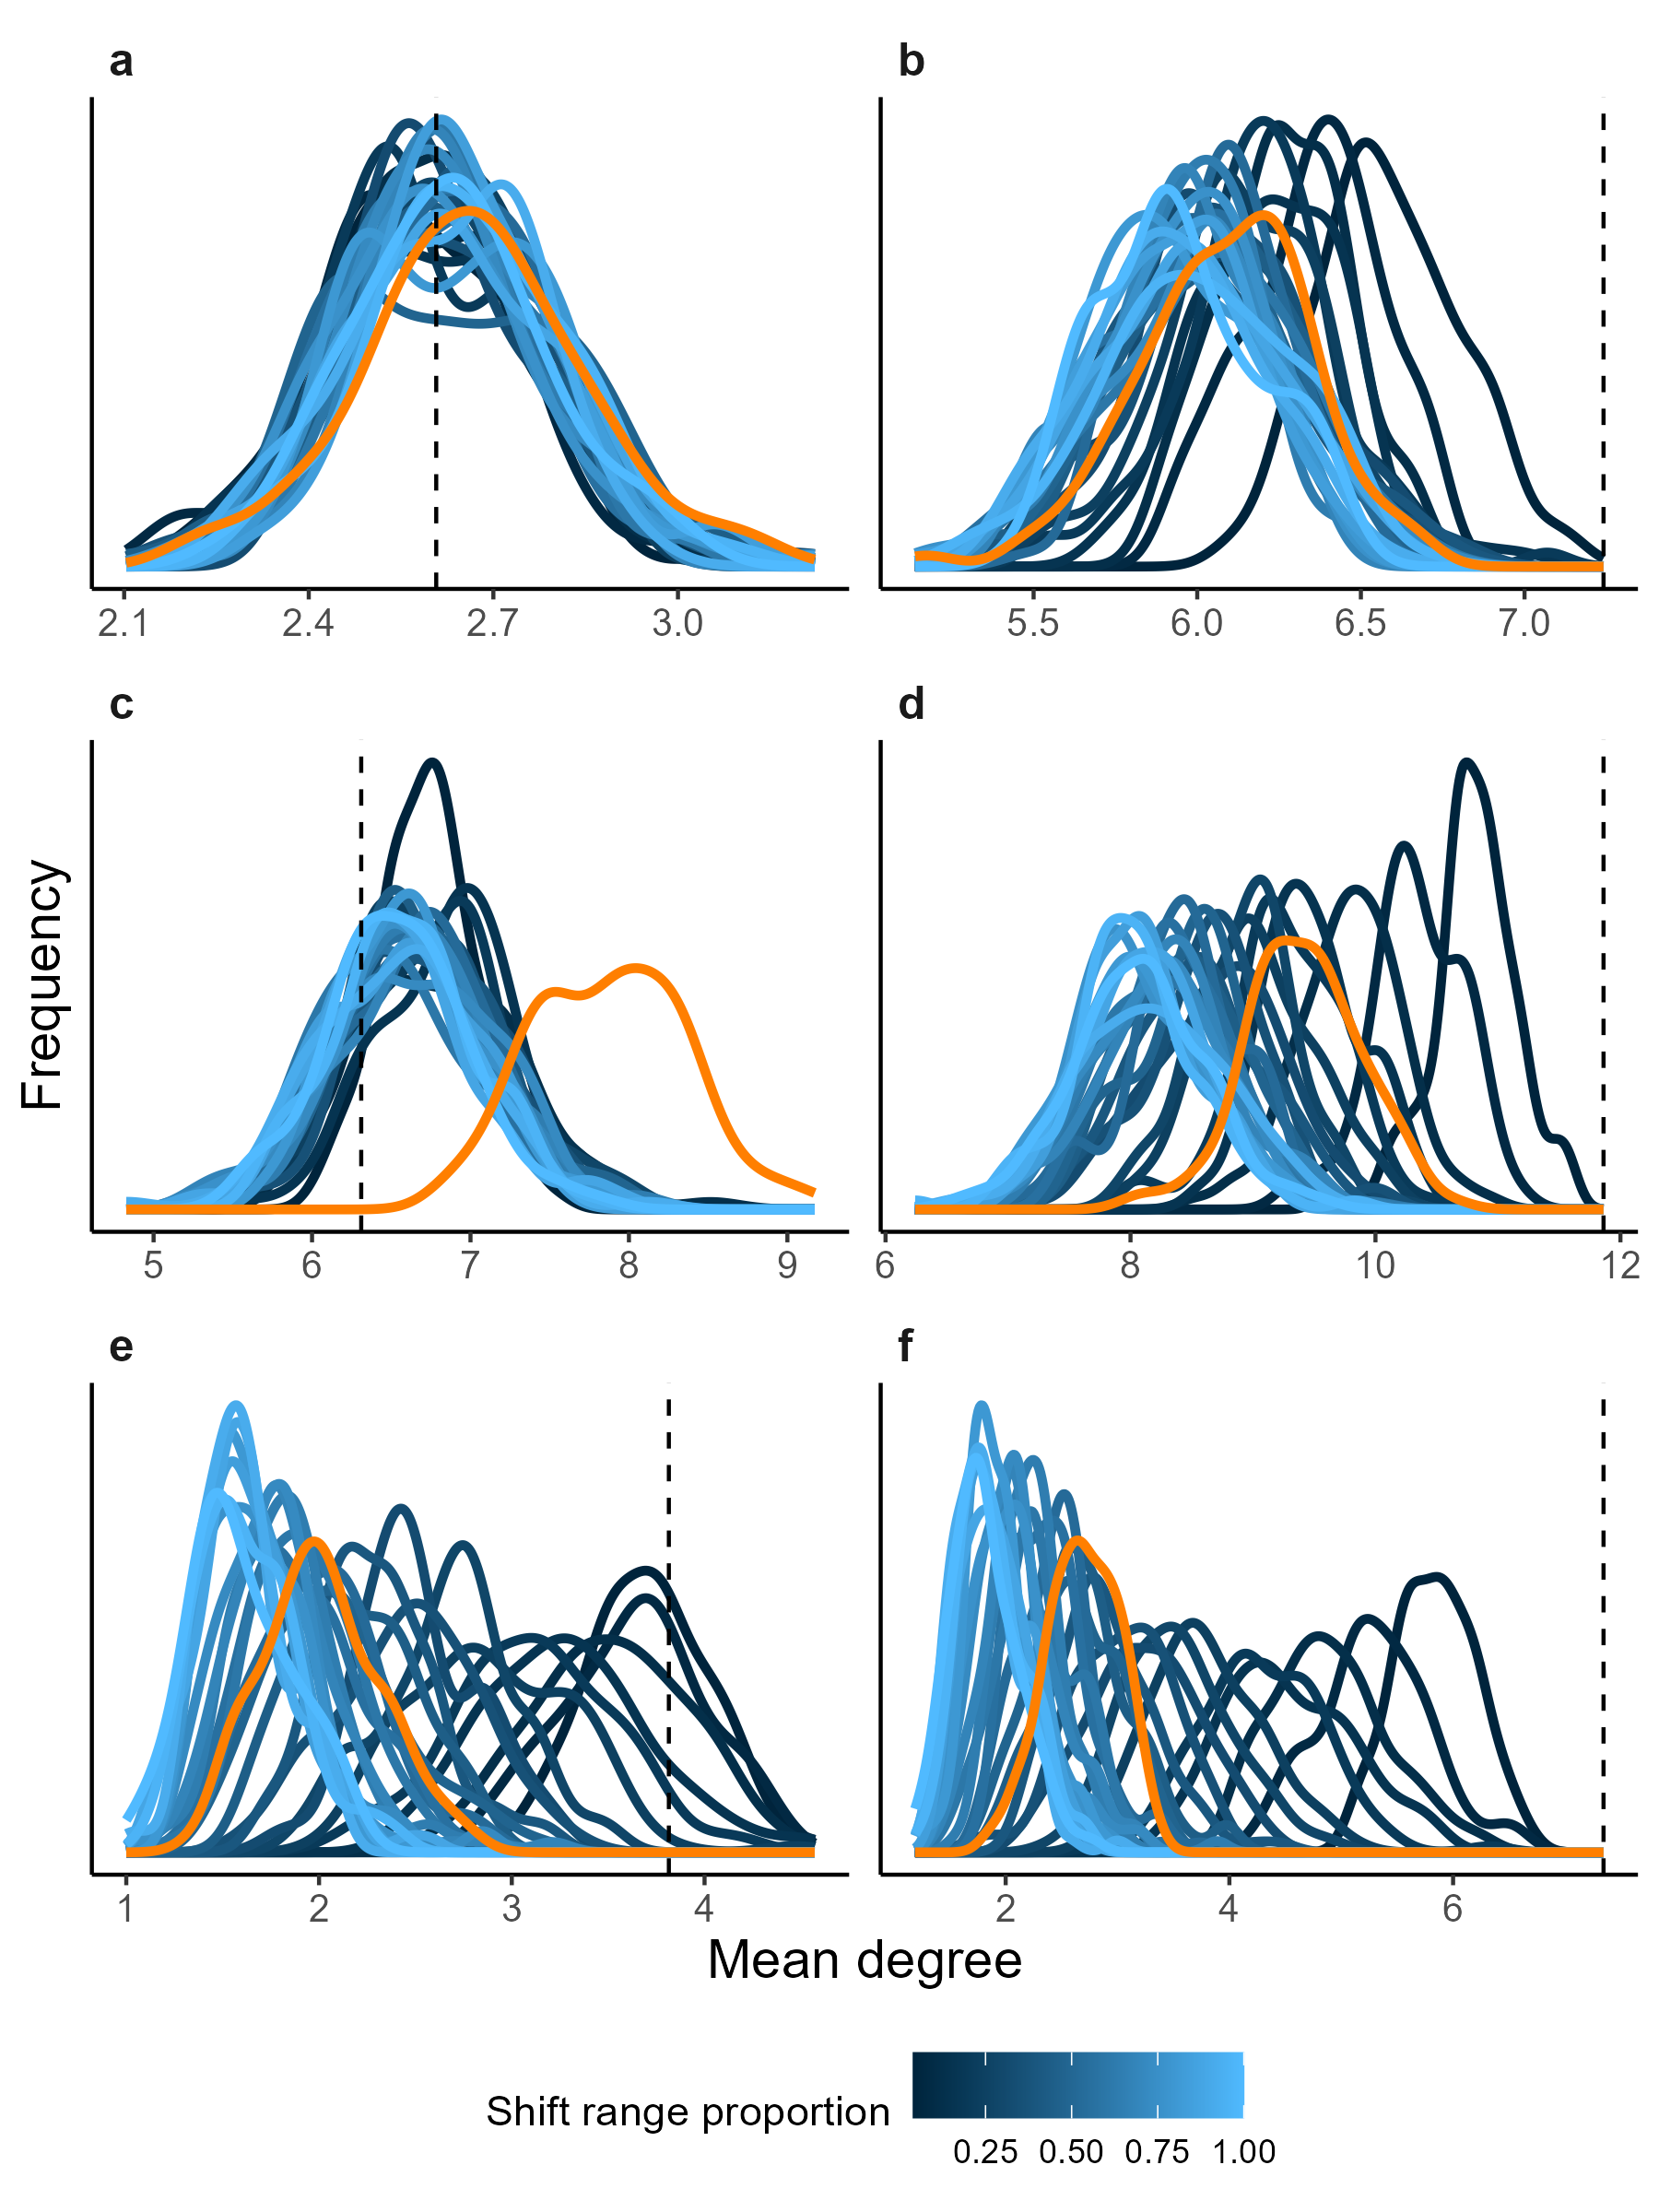 a
b
2.1 2.4 2.7 3.0
5.5 6.0 6.5 7.0
c
d
5 6 7 8 9
6 8 10 12
e
f
1 2 3 4
2 4 6
Frequency
Mean degree
Shift range proportion
0.25 0.50 0.75 1.00